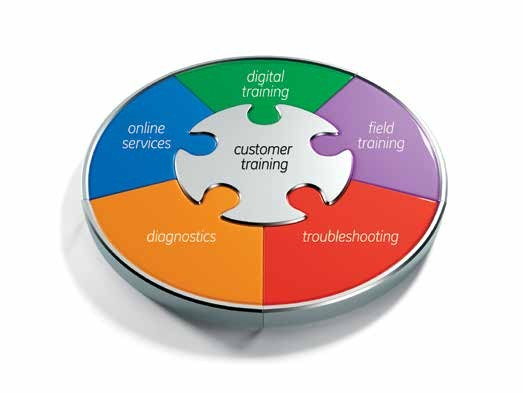 digital
training
online
services
field
training
customer
training
diagnostics
troubleshooting